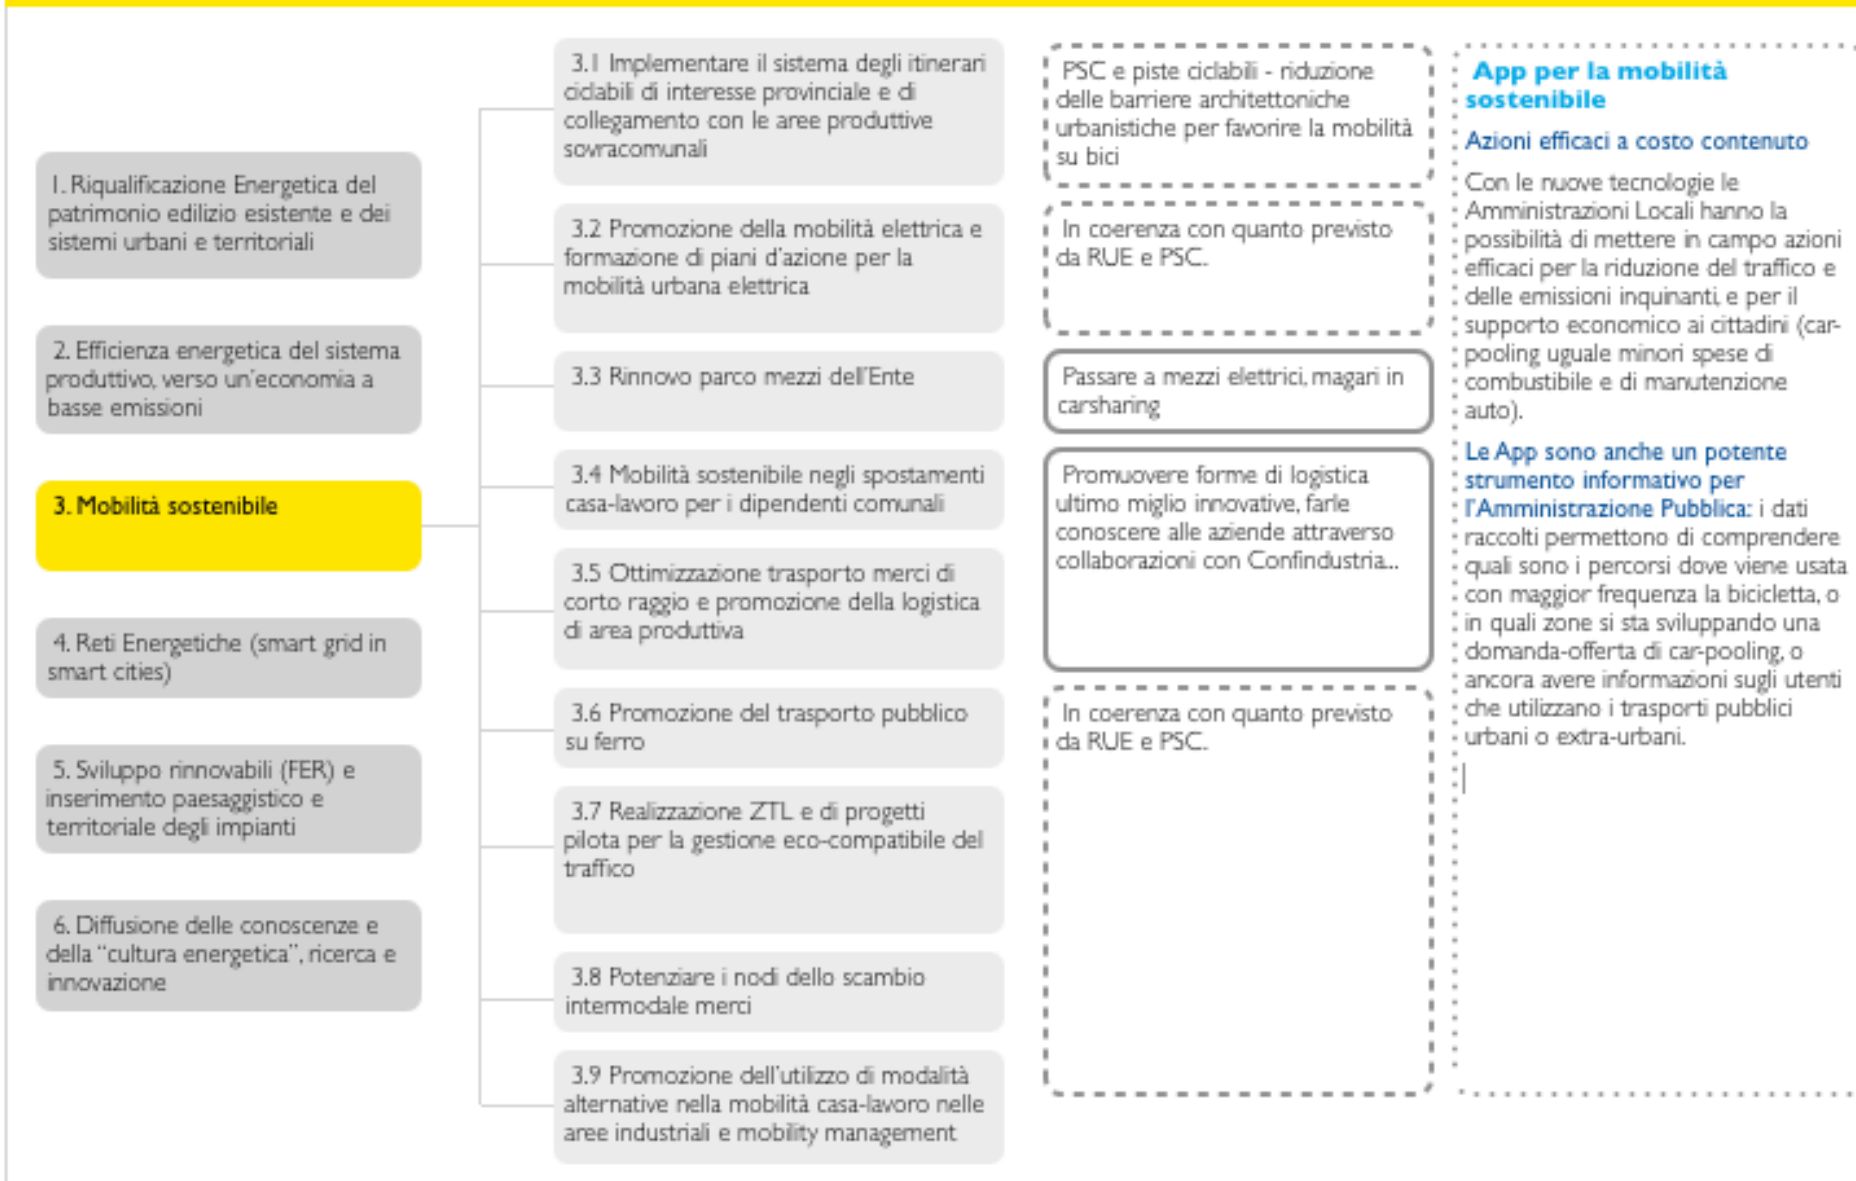 1. Riqualificazione Energetica del
patrimonio edilizio esistente e dei
sistemi urbani e territoriali
2. Efficienza energetica del sistema
produttivo, verso un'economia a
basse emissioni
3. Mobilità sostenibile
4. Reti Energetiche (smart grid in
smart cities)
5. Sviluppo rinnovabili (FER) e
inserimento paesaggistico e
territoriale degli impianti
6. Diffusione delle conoscenze e
della “cultura energetica”, ricerca e
innovazione
3.1 Implementare il sistema degli itinerari
ciclabili di interesse provinciale e di
collegamento con le aree produttive
sovracomunali
3.2 Promozione della mobilità elettrica e
formazione di piani d'azione per la
mobilità urbana elettrica
3.3 Rinnovo parco mezzi dell'Ente
3.4 Mobilità sostenibile negli spostamenti
casa-lavoro per i dipendenti comunali
3.5 Ottimizzazione trasporto merci di
corto raggio e promozione della logistica
di area produttiva
3.6 Promozione del trasporto pubblico
su ferro
3.7 Realizzazione ZTL e di progetti
pilota per la gestione eco-compatibile del
traffico
3.8 Potenziare i nodi dello scambio
intermodale merci
3.9 Promozione dell'utilizzo di modalità
alternative nella mobilità casa-lavoro nelle
aree industriali e mobility management
PSC e piste ciclabili - riduzione
delle barriere architettoniche
urbanistiche per favorire la mobilità
su bici
In coerenza con quanto previsto
da RUE e PSC.
Passare a mezzi elettrici, magari in
carsharing
Promuovere forme di logistica
ultimo miglio innovative, farle
conoscere alle aziende attraverso
collaborazioni con Confindustria...
In coerenza con quanto previsto
da RUE e PSC.
App per la mobilità
sostenibile
Azioni efficaci a costo contenuto
Con le nuove tecnologie le
Amministrazioni Locali hanno la
possibilità di mettere in campo azioni
efficaci per la riduzione del traffico e
delle emissioni inquinanti, e per il
supporto economico ai cittadini (car-
pooling uguale minori spese di
combustibile e di manutenzione
auto).
Le App sono anche un potente
strumento informativo per
l'Amministrazione Pubblica: i dati
raccolti permettono di comprendere
quali sono i percorsi dove viene usata
con maggior frequenza la bicicletta, o
in quali zone si sta sviluppando una
domanda-offerta di car-pooling, o
ancora avere informazioni sugli utenti
che utilizzano i trasporti pubblici
urbani o extra-urbani.